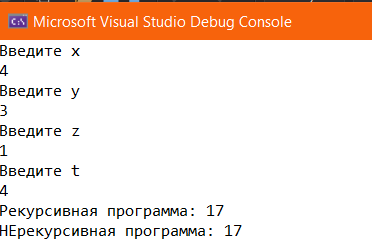 C:\
Microsoft Visual Studio Debug Console
Введите x
4
Введите y
3
Введите z
1
Введите t
4
Рекурсивная программа: 17
НЕрекурсивная программа: 17